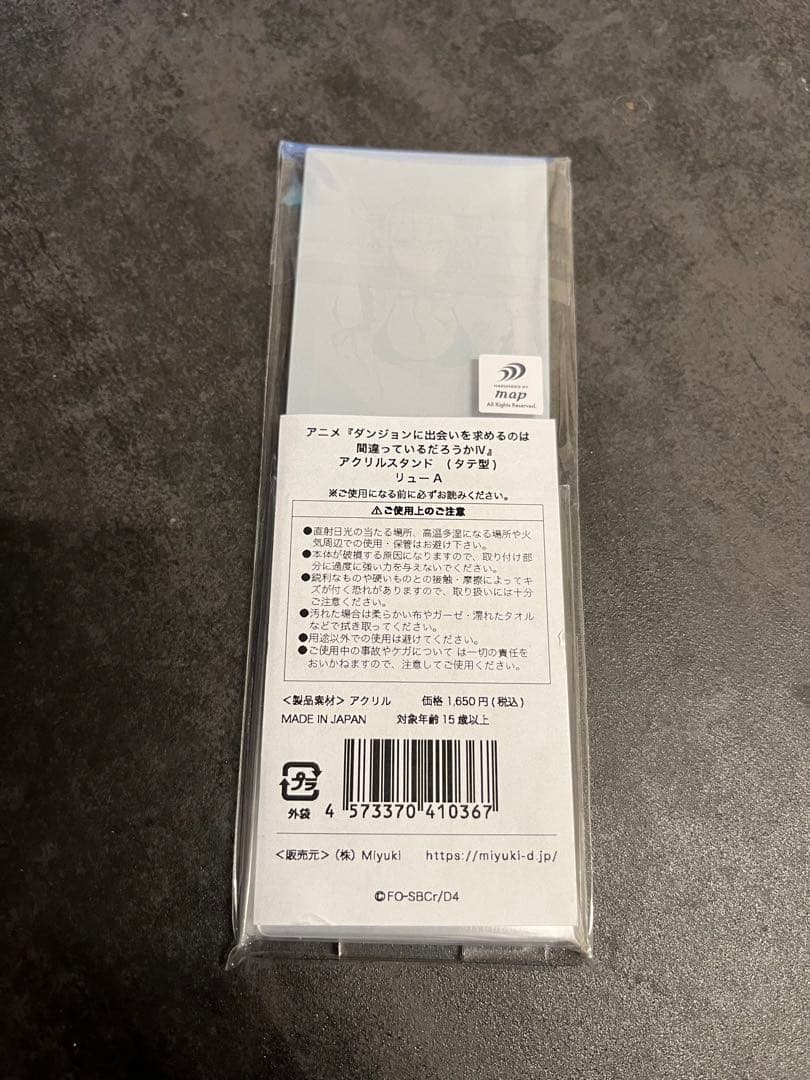 map
All Rights Reserved.
アニメ『ダンジョンに出会いを求めるのは
間違っているだろうかⅣ』
アクリルスタンド (タテ型)
リュー A
※ご使用になる前に必ずお読みください。
⚠ご使用上のご注意
●直射日光の当たる場所、高温多湿になる場所や火
気周辺での使用・保管はお避け下さい。
●本体が破損する原因になりますので、取り付け部
分に過度に強い力を与えないでください。
●鋭利なものや硬いものとの接触・摩擦によってキ
ズが付く恐れがありますので、取り扱いには十分
ご注意ください。
●汚れた場合は柔らかい布やガーゼ・濡れたタオル
などで拭き取ってください。
●用途以外での使用は避けてください。
●ご使用中の事故やケガについて は一切の責任を
おいかねますので、注意してご使用ください。
<製品素材> アクリル 価格 1,650円(税込)
MADE IN JAPAN 対象年齢 15 歳以上
プラ
外袋
4 573370 410367
<販売元> (株) Miyuki https://miyuki-d.jp/
©FO-SBCr/D4